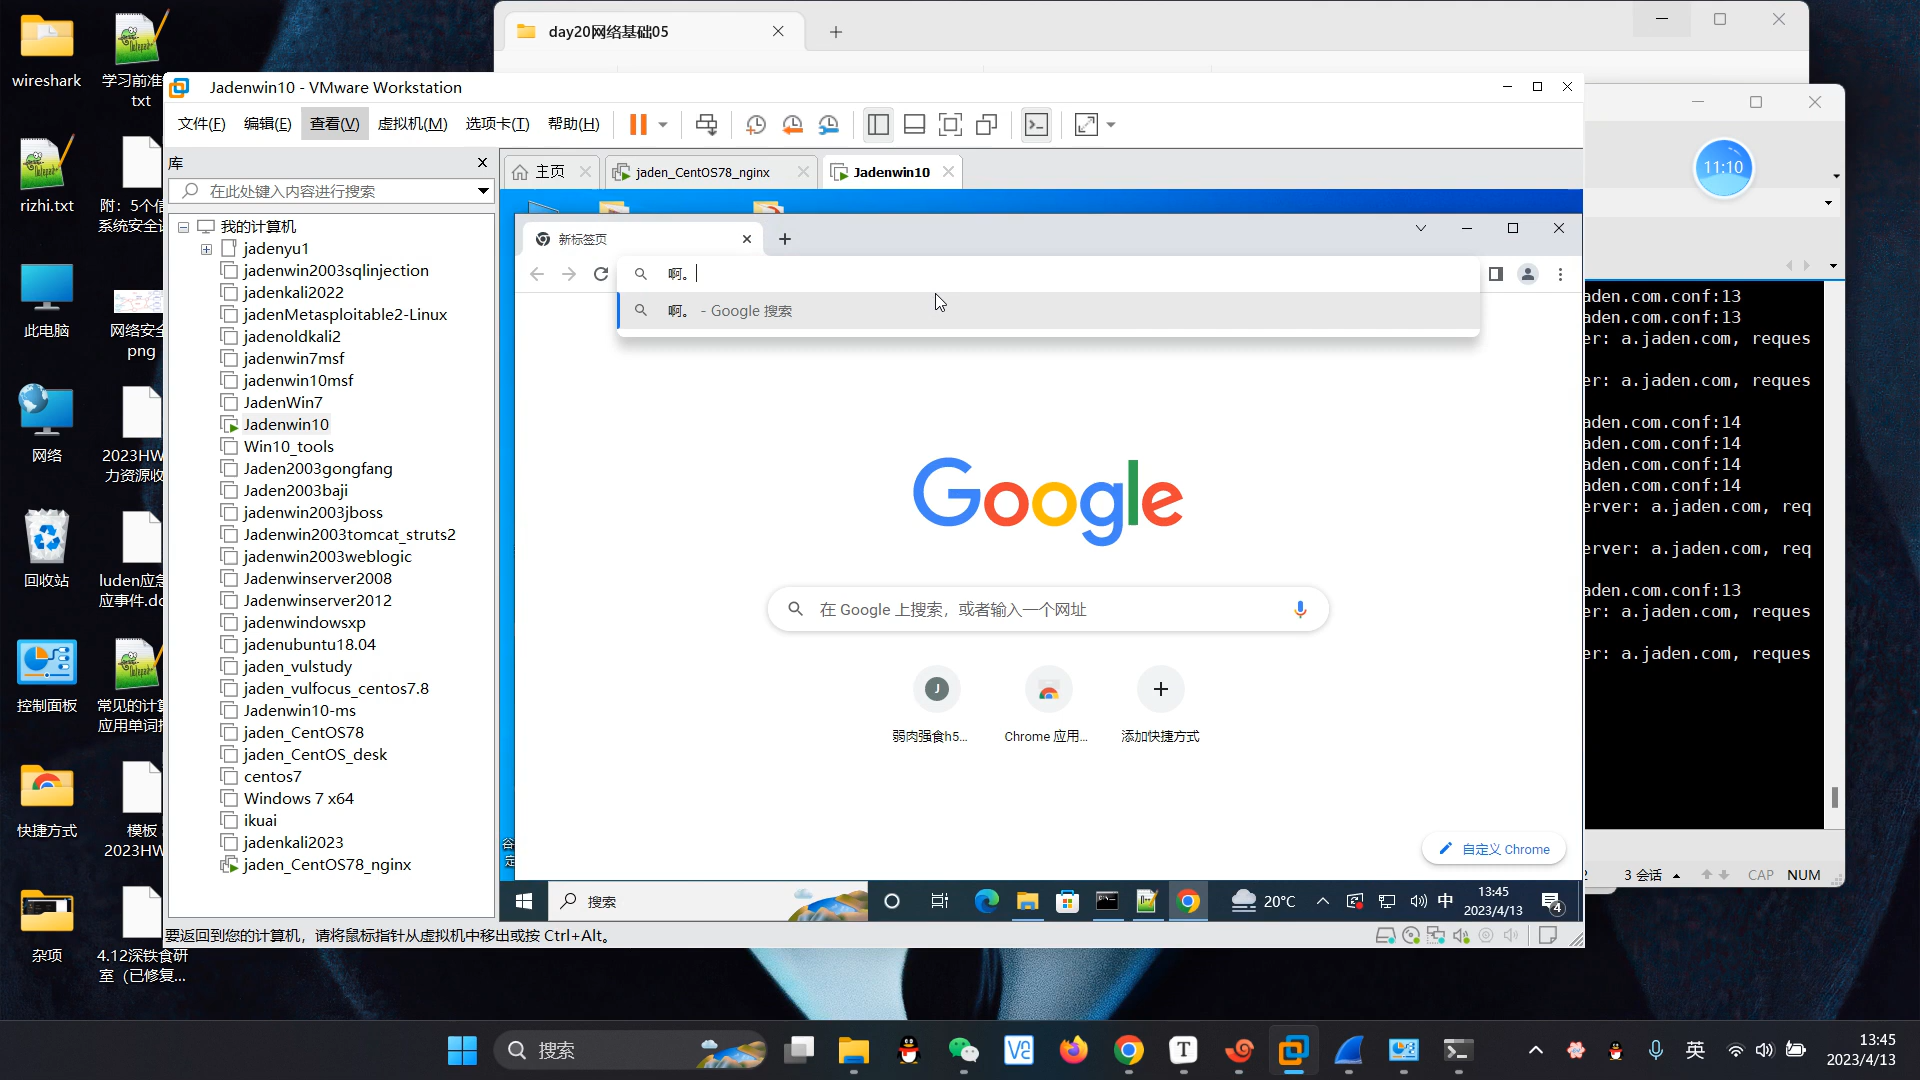 wireshark
学习前准
txt
rizhi.txt
附：5个信
系统安全设
此电脑
网络安全
png
网络
2023HW
力资源收
回收站
luden应急
应事件.do
控制面板
常见的计算
应用单词打
快捷方式
模板
2023HW
杂项
4.12深铁食研
室（已修复...
day20网络基础05
Jadenwin10 - VMware Workstation
文件(F) 编辑(E) 查看(V) 虚拟机(M) 选项卡(T) 帮助(H)
库
在此处键入内容进行搜索
我的计算机
jadenyu1
jadenwin2003sqlinjection
jadenkali2022
jadenMetasploitable2-Linux
jadenoldkali2
jadenwin7msf
jadenwin10msf
JadenWin7
Jadenwin10
Win10_tools
Jaden2003gongfang
Jaden2003baji
jadenwin2003jboss
Jadenwin2003tomcat_struts2
jadenwin2003weblogic
Jadenwinserver2008
Jadenwinserver2012
jadenwindowsxp
jadenubuntu18.04
jaden_vulstudy
jaden_vulfocus_centos7.8
Jadenwin10-ms
jaden_CentOS78
jaden_CentOS_desk
centos7
Windows 7 x64
ikuai
jadenkali2023
jaden_CentOS78_nginx
主页 jaden_CentOS78_nginx Jadenwin10
新标签页
啊。
啊。 - Google 搜索
Google
在 Google 上搜索，或者输入一个网址
J
弱肉强食h5... Chrome 应用... 添加快捷方式
自定义 Chrome
谷
搜索
20°C
中
13:45
2023/4/13
4
要返回到您的计算机，请将鼠标指针从虚拟机中移出或按 Ctrl+Alt。
11:10
aden.com.conf:13
aden.com.conf:13
er: a.jaden.com, reques
er: a.jaden.com, reques
aden.com.conf:14
aden.com.conf:14
aden.com.conf:14
aden.com.conf:14
erver: a.jaden.com, req
erver: a.jaden.com, req
aden.com.conf:13
er: a.jaden.com, reques
er: a.jaden.com, reques
3 会话 CAP NUM
搜索
英
13:45
2023/4/13